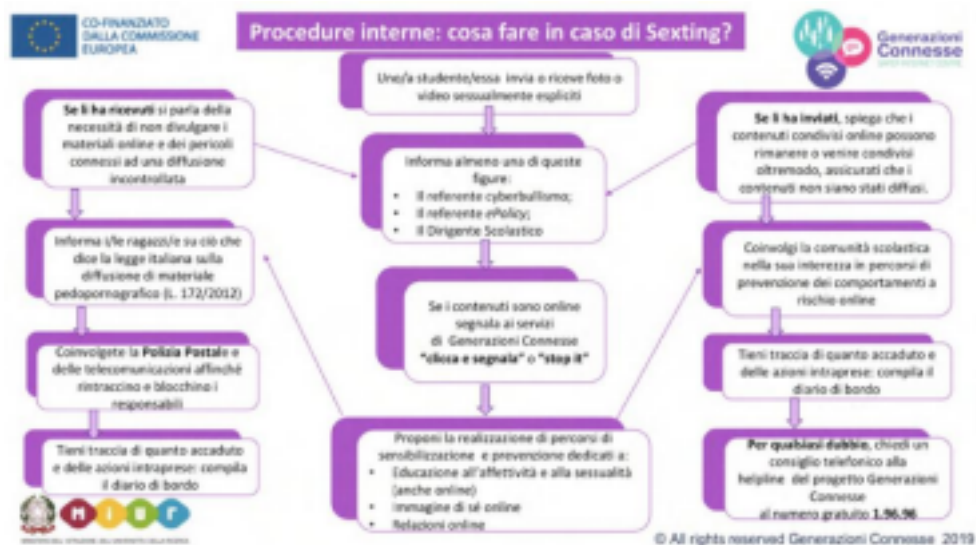 CO-FINANZIATO
DALLA COMMISSIONE
EUROPEA
Procedure interne: cosa fare in caso di Sexting?
Generazioni
Connesse
Uno/a studente/essa invia o riceve foto o
video sessualmente espliciti
Se li ha ricevuti si parla della
necessità di non divulgare i
materiali online e dei pericoli
connessi ad una diffusione
incontrollata
Informa i/le ragazzi/e su ciò che
dice la legge italiana sulla
diffusione di materiale
pedopornografico (L. 172/2012)
Coinvolgete la Polizia Postale e
delle telecomunicazioni affinché
rintraccino e blocchino i
responsabili
Tieni traccia di quanto accaduto
e delle azioni intraprese: compila
il diario di bordo
Informa almeno una di queste
figure:
• Il referente cyberbullismo;
• Il referente ePolicy;
• Il Dirigente Scolastico
Se i contenuti sono online
segnala ai servizi
di Generazioni Connesse
"clicca e segnala" o "stop it"
Proponi la realizzazione di percorsi di
sensibilizzazione e prevenzione dedicati a:
• Educazione all'affettività e alla sessualità
(anche online)
• Immagine di sé online
• Relazioni online
Se li ha inviati, spiega che i
contenuti condivisi online possono
rimanere o venire condivisi
oltremodo, assicurati che i
contenuti non siano stati diffusi.
Coinvolgi la comunità scolastica
nella sua interezza in percorsi di
prevenzione dei comportamenti a
rischio online
Tieni traccia di quanto accaduto e
delle azioni intraprese: compila il
diario di bordo
Per qualsiasi dubbio, chiedi un
consiglio telefonico alla
helpline del progetto Generazioni
Connesse
al numero gratuito 1.96.96
MIUR
© All rights reserved Generazioni Connesse 2019